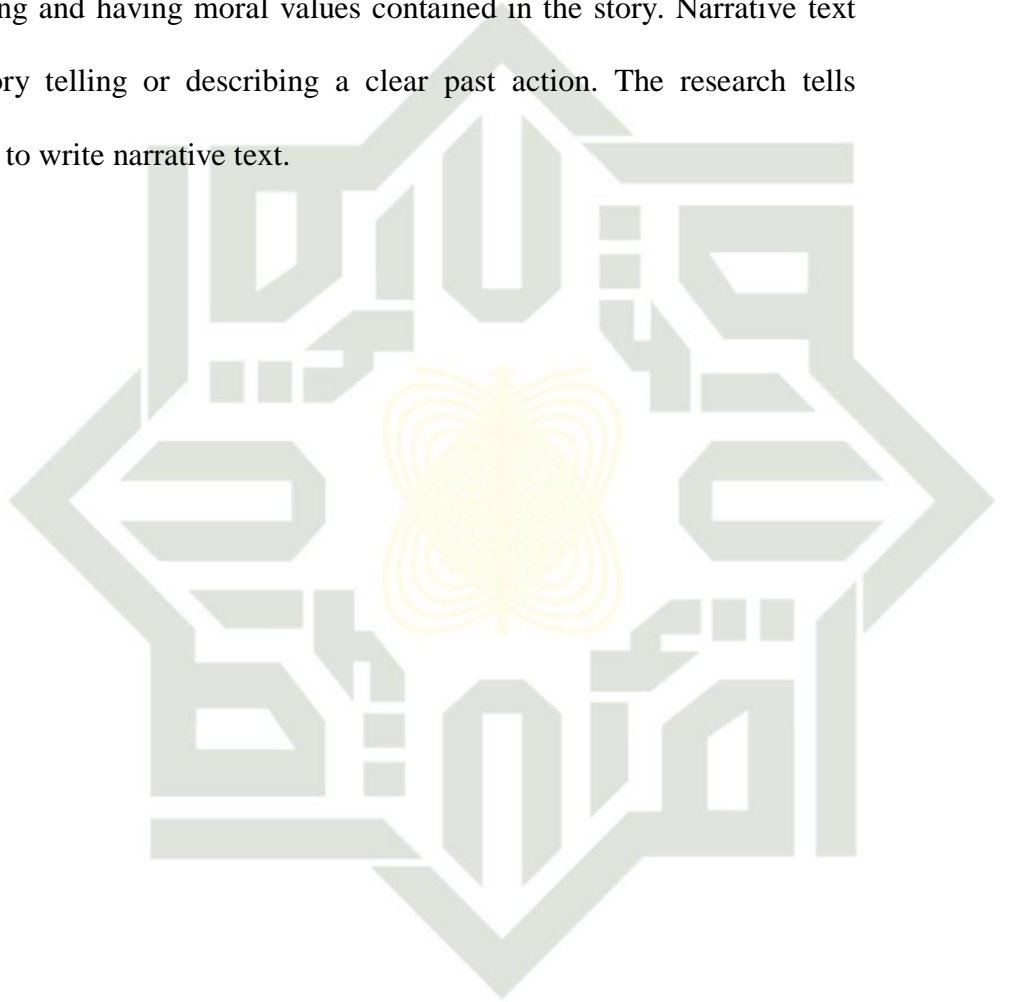 ng and having moral values contained in the story. Narrative text
ory telling or describing a clear past action. The research tells
to write narrative text.